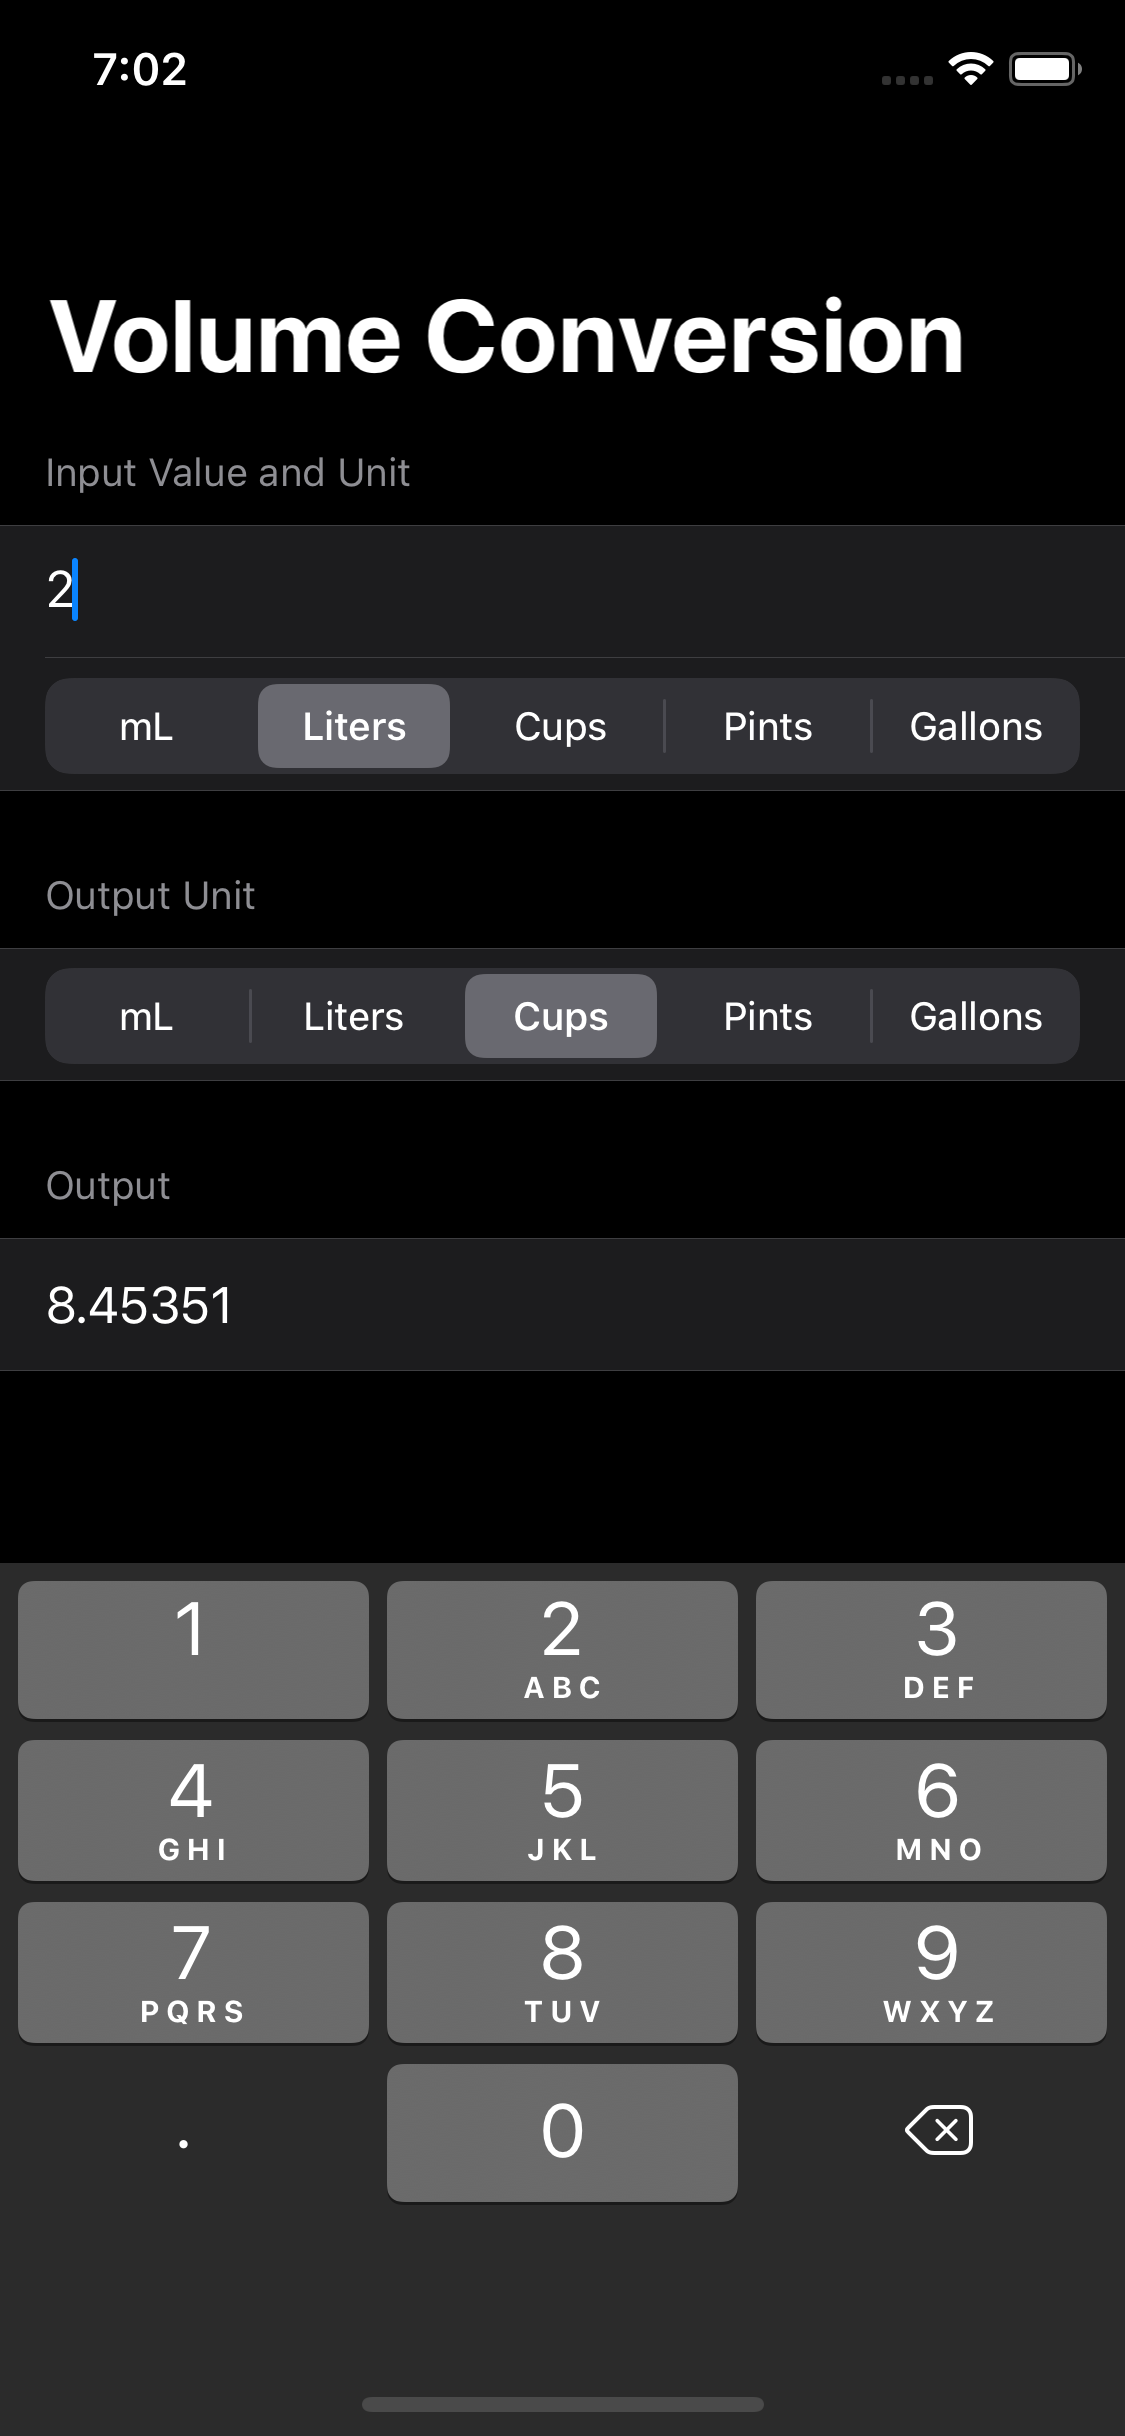 7:02
Volume Conversion
Input Value and Unit
2
mL Liters Cups Pints Gallons
Output Unit
mL Liters Cups Pints Gallons
Output
8.45351
1 2 3
ABC DEF
4 5 6
GHI JKL MNO
7 8 9
PQRS TUV WXYZ
. 0